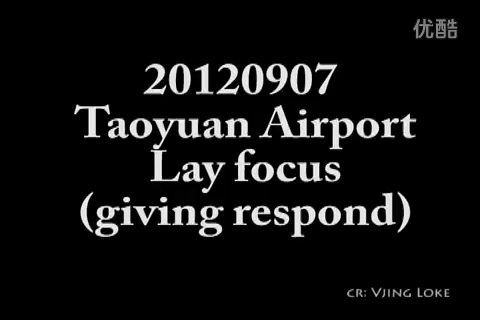 优酷
20120907
Taoyuan Airport
Lay focus
(giving respond)
cr: Vjing Loke